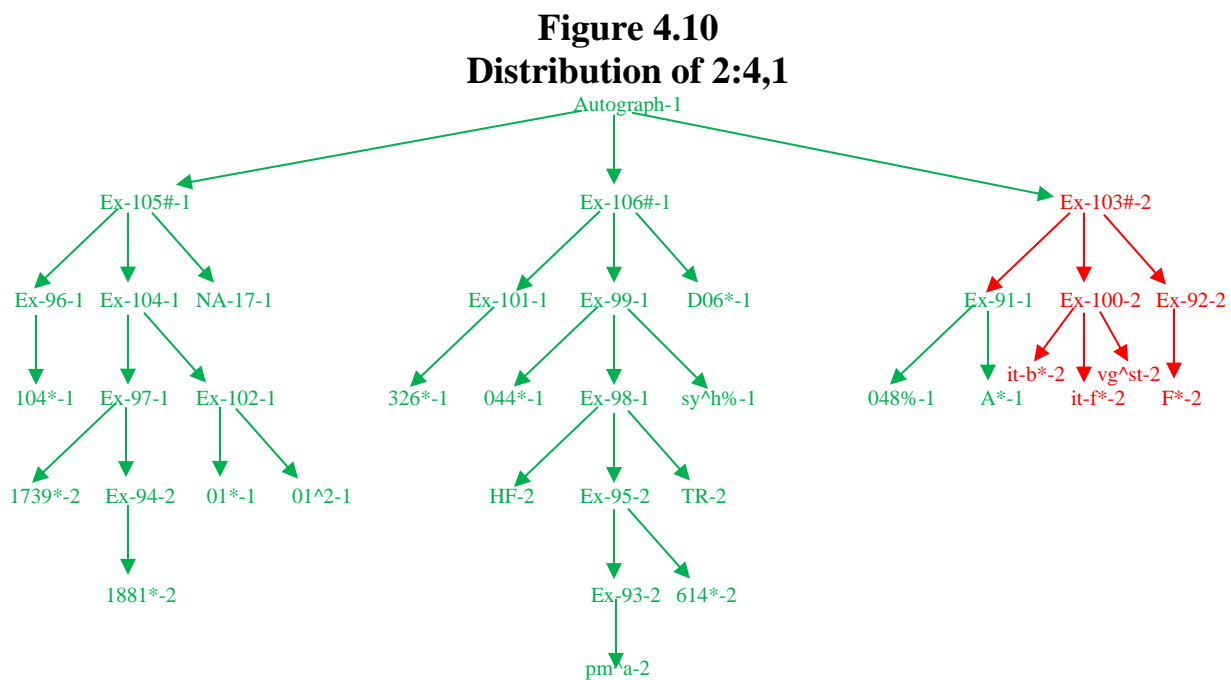 Figure 4.10
Distribution of 2:4,1
Autograph-1
Ex-105#-1 Ex-106#-1 Ex-103#-2
Ex-96-1 Ex-104-1 NA-17-1 Ex-101-1 Ex-99-1 D06*-1 Ex-91-1 Ex-100-2 Ex-92-2
it-b*-2 vg^st-2
104*-1 Ex-97-1 Ex-102-1 326*-1 044*-1 Ex-98-1 sy^h%-1 048%-1 A*-1 it-f*-2 F*-2
1739*-2 Ex-94-2 01*-1 01^2-1 HF-2 Ex-95-2 TR-2
1881*-2 Ex-93-2 614*-2
pm^a-2